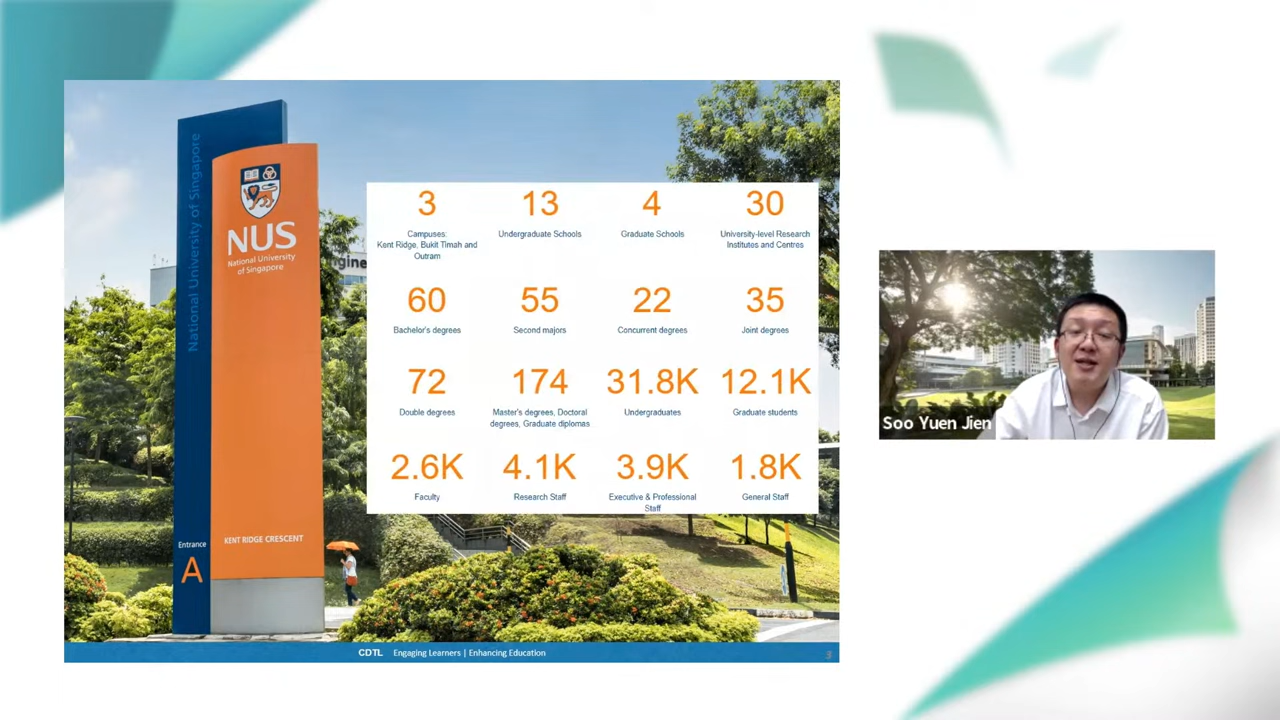 National University of Singapore
NUS
National University
of Singapore
Entrance
A
KENT RIDGE CRESCENT
3
Campuses:
Kent Ridge, Bukit Timah and
Outram
13
Undergraduate Schools
4
Graduate Schools
30
University-level Research
Institutes and Centres
60
Bachelor's degrees
55
Second majors
22
Concurrent degrees
35
Joint degrees
72
Double degrees
174
Master's degrees, Doctoral
degrees, Graduate diplomas
31.8K
Undergraduates
12.1K
Graduate students
2.6K
Faculty
4.1K
Research Staff
3.9K
Executive & Professional
Staff
1.8K
General Staff
CDTL Engaging Learners | Enhancing Education
3
Soo Yuen Jien